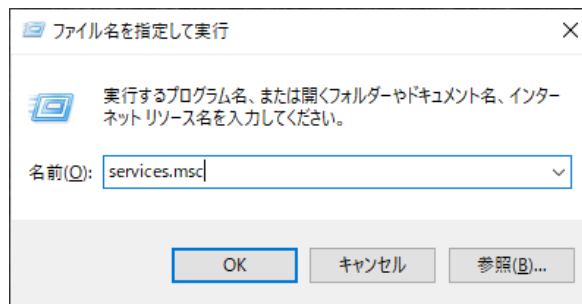 ファイル名を指定して実行
実行するプログラム名、または開くフォルダーやドキュメント名、インター
ネット リソース名を入力してください。
名前(O): services.msc
OK キャンセル 参照(B)...